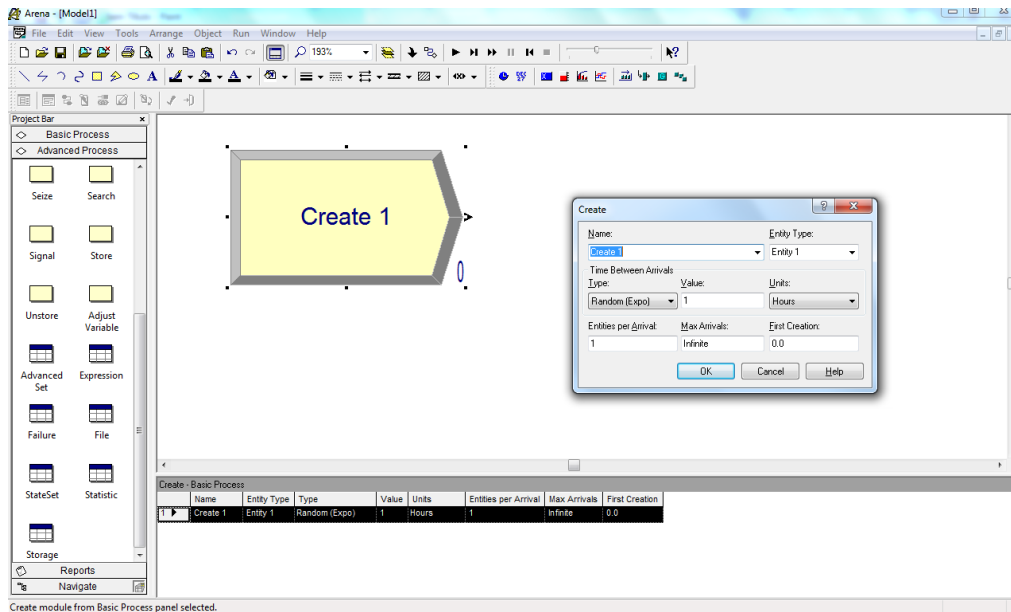 Arena - [Model1]
File Edit View Tools Arrange Object Run Window Help
193%
A A
Project Bar x
Basic Process
Advanced Process
Seize Search
Signal Store
Unstore Adjust Variable
Advanced Set Expression
Failure File
StateSet Statistic
Storage
Reports
Navigate
Create 1
0
Create
Name: Entity Type:
Create 1 Entity 1
Time Between Arrivals
Type: Value: Units:
Random (Expo) 1 Hours
Entities per Arrival: Max Arrivals: First Creation:
1 Infinite 0.0
OK Cancel Help
Create - Basic Process
Name Entity Type Type Value Units Entities per Arrival Max Arrivals First Creation
1 Create 1 Entity 1 Random (Expo) 1 Hours 1 Infinite 0.0
Create module from Basic Process panel selected.